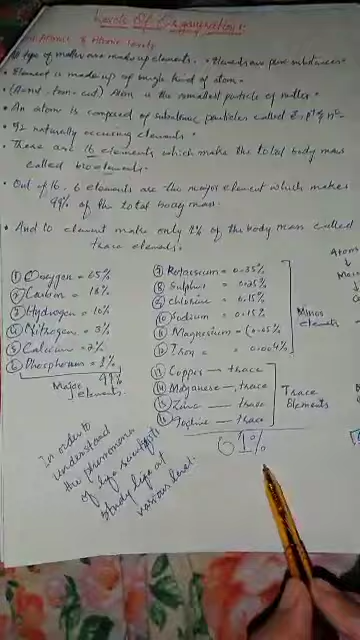 Levels Of Organization:
Atomic & Atomic levels
All type of matter are made up elements. Elements are pure substances.
• Element is made up of single kind of atom.
• (Atom is the smallest particle of matter
• An atom is composed of subatomic particles called
• 92 naturally occuring elements.
• There are 16 elements which make the total body mass
called bioelements.
• Out of 16, 6 elements are the major element which makes
99% of the total body mass.
• And 10 element make only 1% of the body mass called
trace elements.
① Oxygen = 65%
② Carbon = 18%
③ Hydrogen = 10%
④ Nitrogen = 3%
⑤ Calcium = 2%
⑥ Phosphorus = 1%
99%
Major elements
⑦ Potassium = 0.35%
⑧ Sulphur = 0.25%
⑨ Chlorine = 0.15%
⑩ Sodium = 0.15%
⑪ Magnesium = 0.05%
⑫ Iron = 0.004%
Minor
elements
⑬ Copper — trace
⑭ Manganese — trace
⑮ Zinc — trace
⑯ Iodine — trace
Trace
Elements
1%
In order to
understand
the phenomena
of life scientists
study life at
various level.
Atom